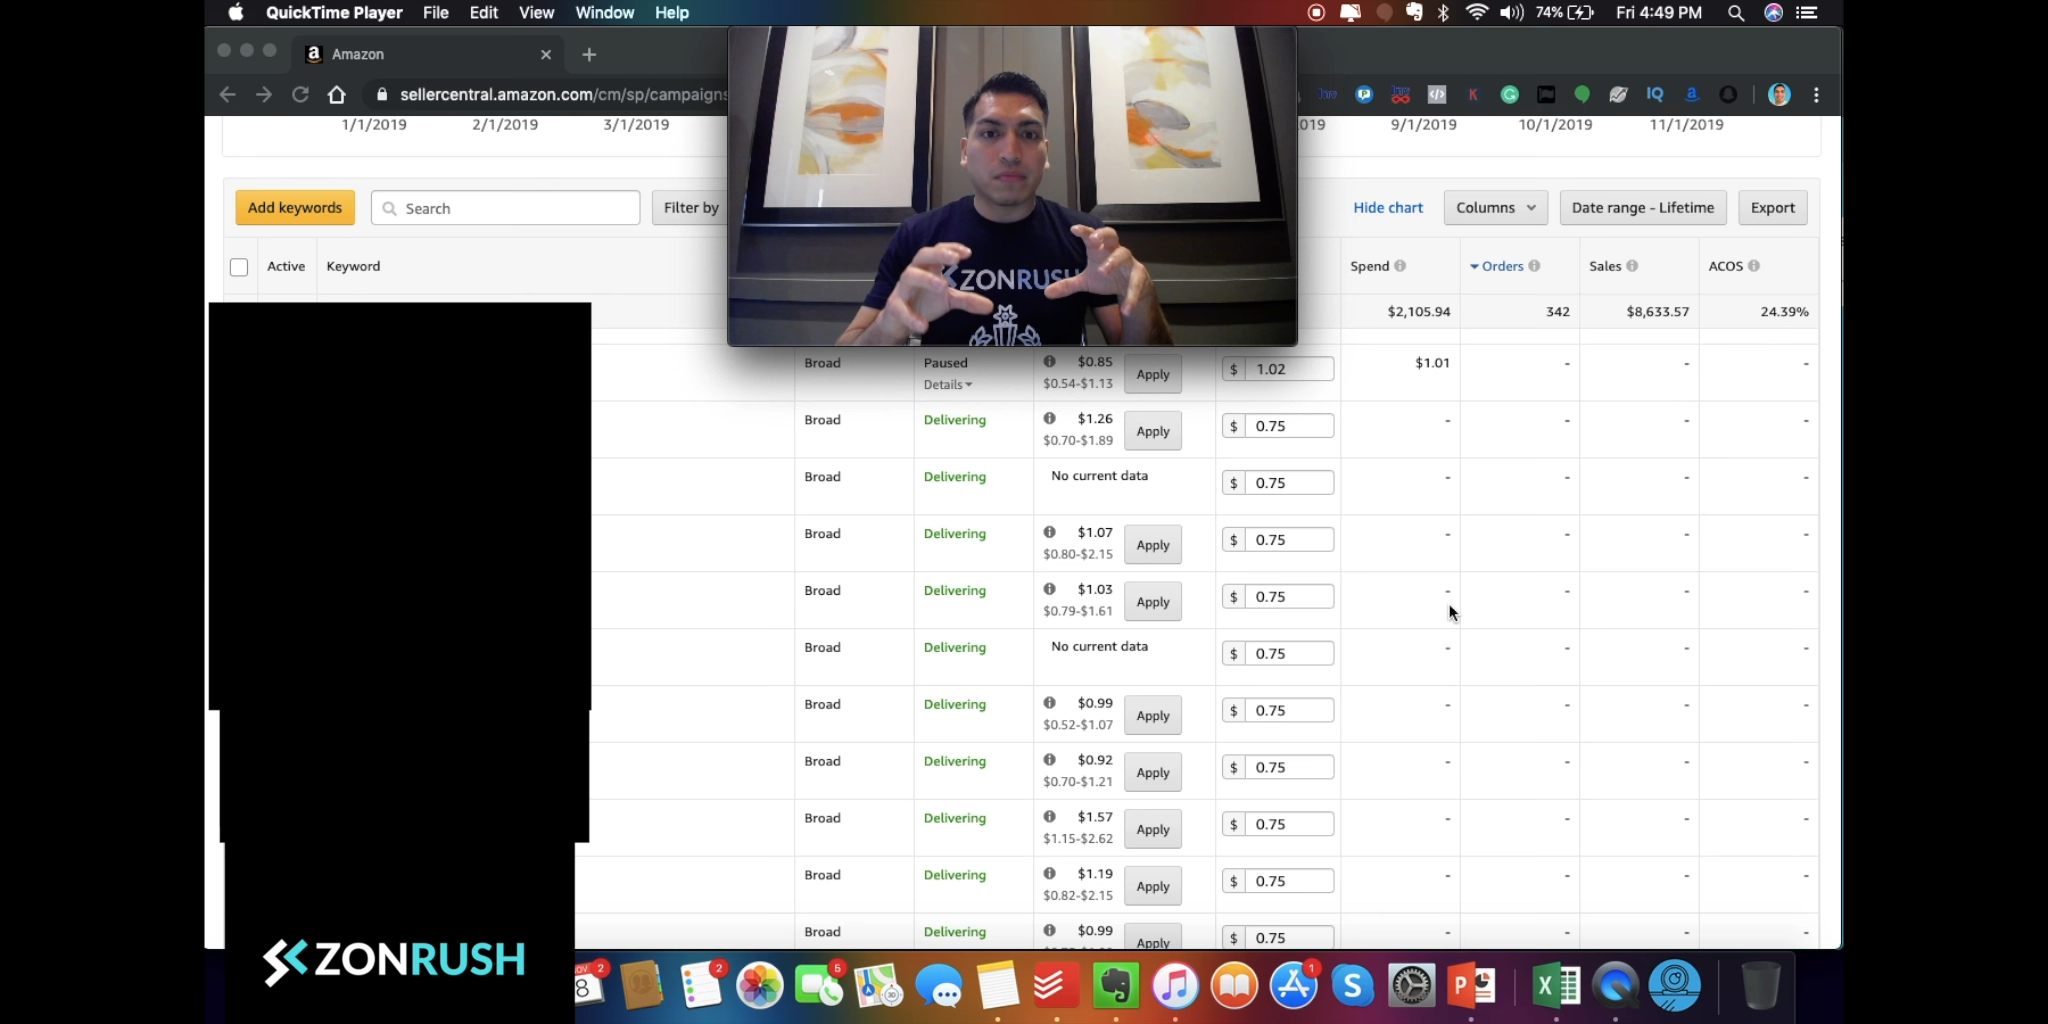 QuickTime Player File Edit View Window Help 74% Fri 4:49 PM
Amazon
sellercentral.amazon.com/cm/sp/campaigns
1/1/2019 2/1/2019 3/1/2019 019 9/1/2019 10/1/2019 11/1/2019
Add keywords Search Filter by Hide chart Columns Date range - Lifetime Export
Active Keyword Spend Orders Sales ACOS
$2,105.94 342 $8,633.57 24.39%
ZONRUSH
Broad Paused $0.85 Apply $ 1.02 $1.01 - - -
Details $0.54-$1.13
Broad Delivering $1.26 Apply $ 0.75 - - - -
$0.70-$1.89
Broad Delivering No current data $ 0.75 - - - -
Broad Delivering $1.07 Apply $ 0.75 - - - -
$0.80-$2.15
Broad Delivering $1.03 Apply $ 0.75 - - - -
$0.79-$1.61
Broad Delivering No current data $ 0.75 - - - -
Broad Delivering $0.99 Apply $ 0.75 - - - -
$0.52-$1.07
Broad Delivering $0.92 Apply $ 0.75 - - - -
$0.70-$1.21
Broad Delivering $1.57 Apply $ 0.75 - - - -
$1.15-$2.62
Broad Delivering $1.19 Apply $ 0.75 - - - -
$0.82-$2.15
Broad Delivering $0.99 Apply $ 0.75 - - - -
ZONRUSH
2 2 5 1
8